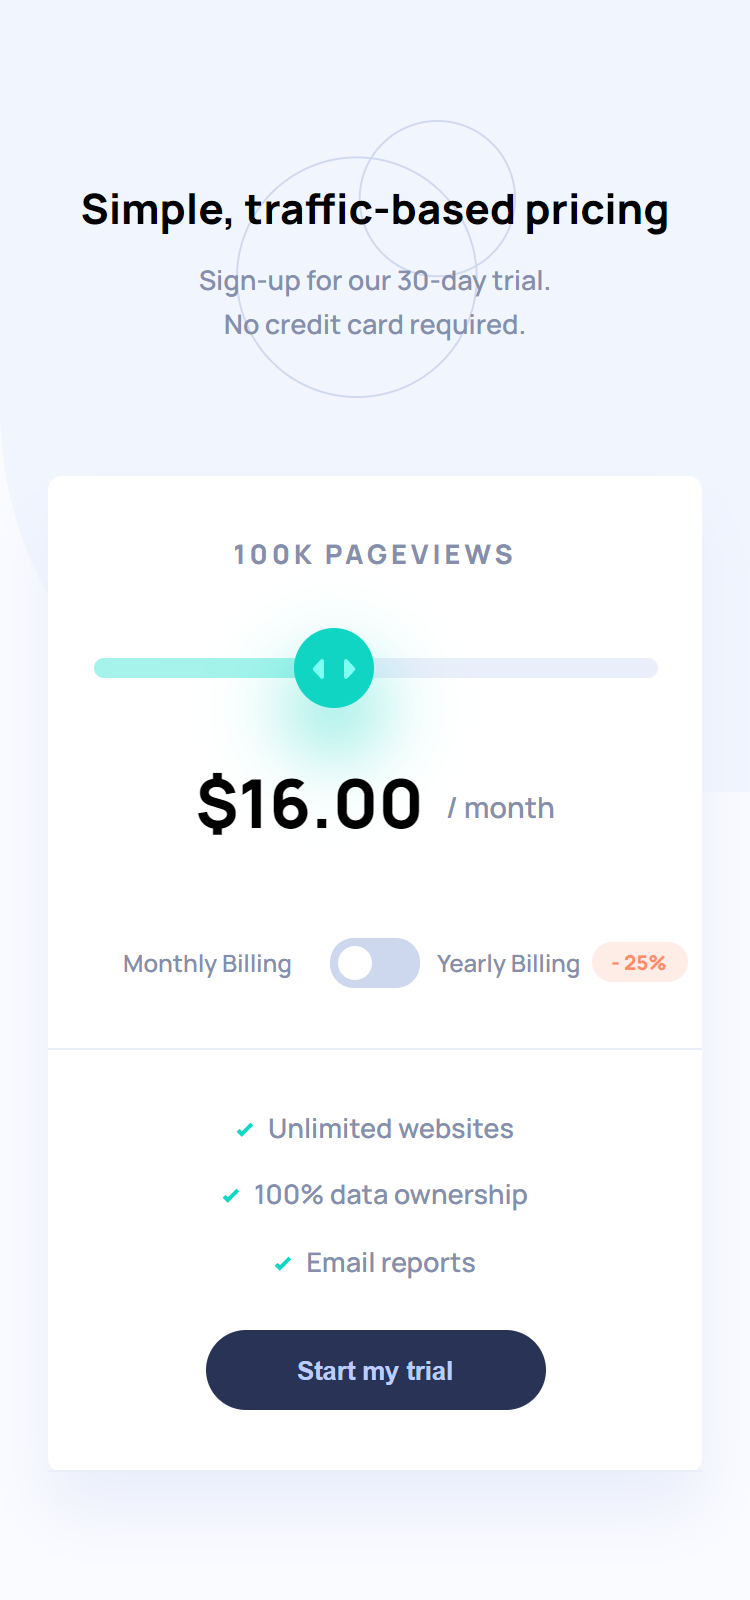 Simple, traffic-based pricing
Sign-up for our 30-day trial.
No credit card required.
100K PAGEVIEWS
$16.00 / month
Monthly Billing Yearly Billing - 25%
Unlimited websites
100% data ownership
Email reports
Start my trial